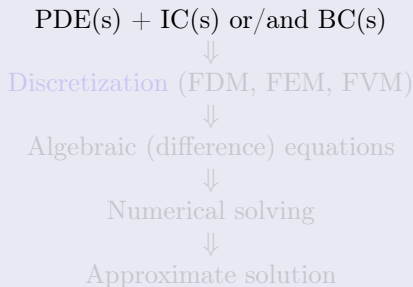 PDE(s) + IC(s) or/and BC(s)
⇓
Discretization (FDM, FEM, FVM)
⇓
Algebraic (difference) equations
⇓
Numerical solving
⇓
Approximate solution